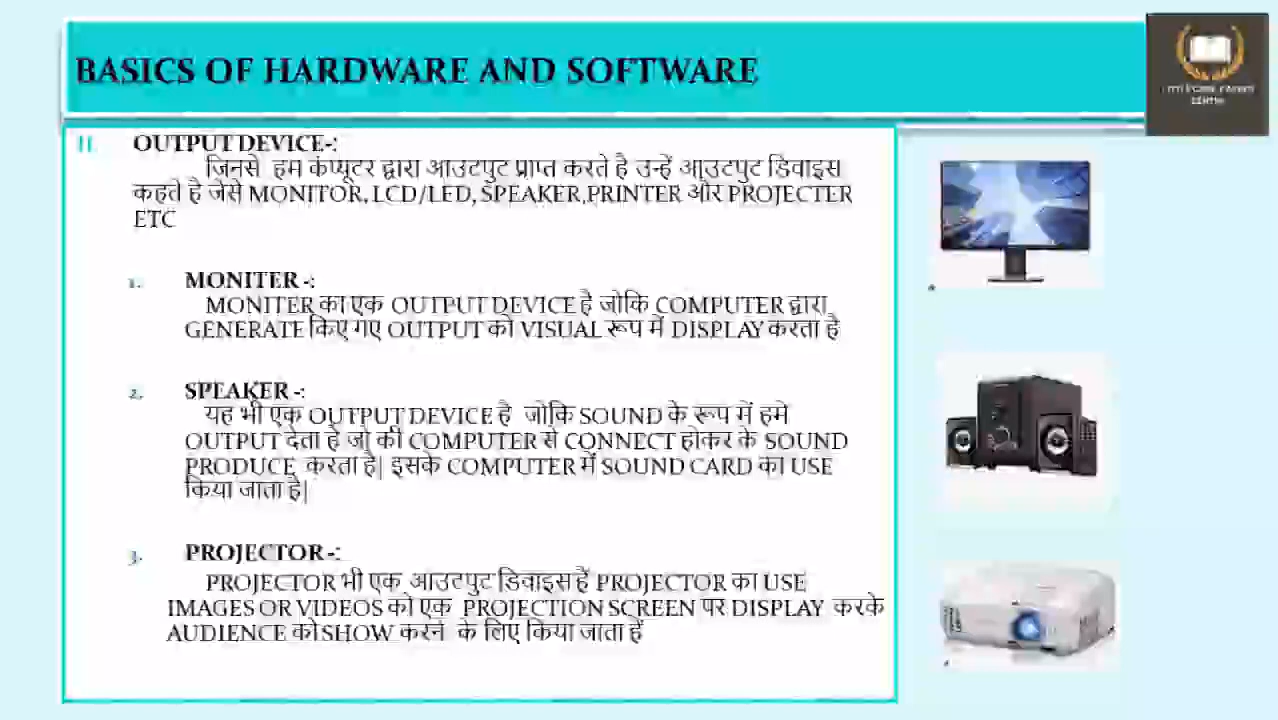 BASICS OF HARDWARE AND SOFTWARE
II. OUTPUT DEVICE-:
जिनसे हम कंप्यूटर द्वारा आउटपुट प्राप्त करते है उन्हें आउटपुट डिवाइस
कहते है जैसे MONITOR, LCD/LED, SPEAKER,PRINTER और PROJECTER
ETC
1. MONITER -:
MONITER का एक OUTPUT DEVICE है जोकि COMPUTER द्वारा
GENERATE किए गए OUTPUT को VISUAL रूप में DISPLAY करता है
2. SPEAKER -:
यह भी एक OUTPUT DEVICE है जोकि SOUND के रूप में हमे
OUTPUT देता है जो की COMPUTER से CONNECT होकर के SOUND
PRODUCE करता है| इसके COMPUTER में SOUND CARD का USE
किया जाता है|
3. PROJECTOR -:
PROJECTOR भी एक आउटपुट डिवाइस हैं PROJECTOR का USE
IMAGES OR VIDEOS को एक PROJECTION SCREEN पर DISPLAY करके
AUDIENCE को SHOW करने के लिए किया जाता हैं